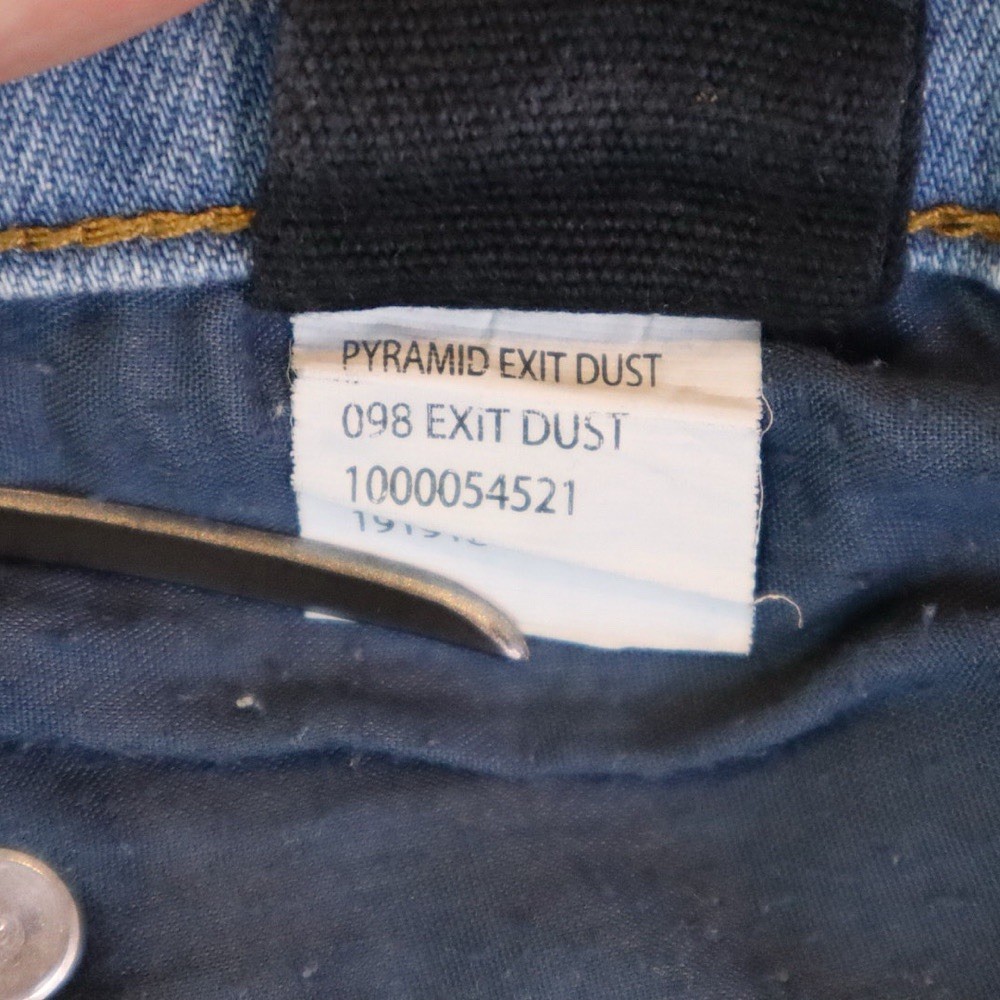 PYRAMID EXIT DUST
098 EXiT DUST
1000054521